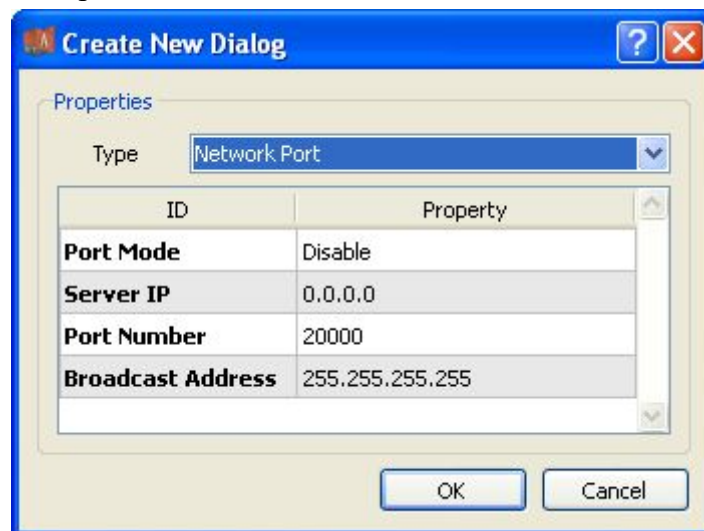 Create New Dialog
Properties
Type Network Port
ID Property
Port Mode Disable
Server IP 0.0.0.0
Port Number 20000
Broadcast Address 255.255.255.255
OK Cancel